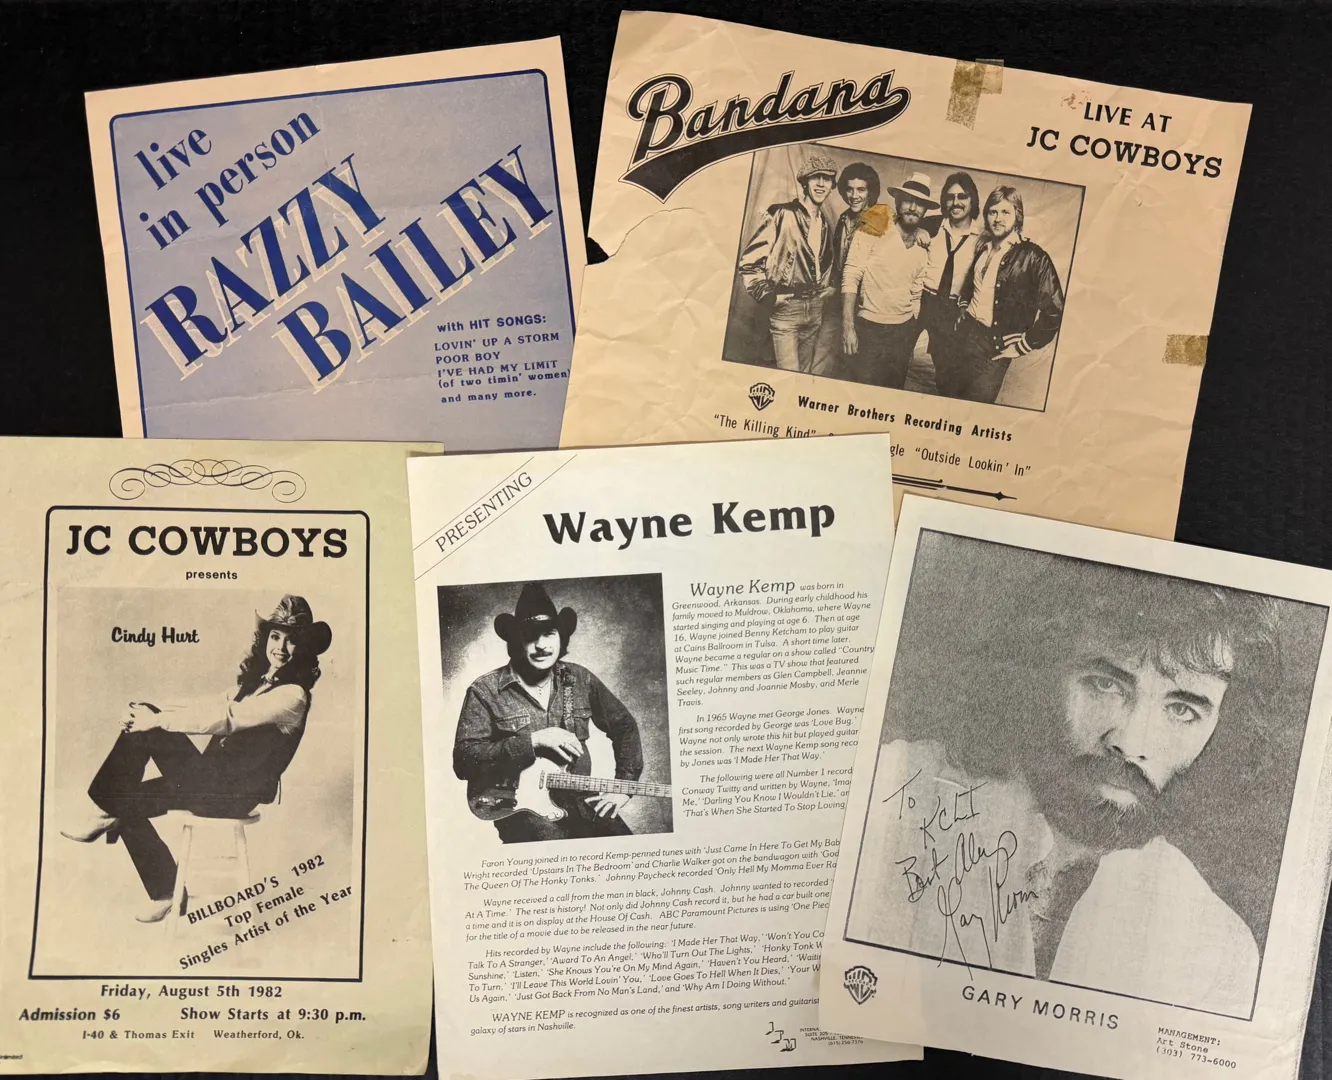 live
in person
RAZZY
BAILEY
with HIT SONGS:
LOVIN' UP A STORM
POOR BOY
I'VE HAD MY LIMIT
(of two timin' women)
and many more.
Bandana
LIVE AT
JC COWBOYS
Warner Brothers Recording Artists
"The Killing Kind"
"Outside Lookin' In"
JC COWBOYS
presents
Cindy Hurt
BILLBOARD'S 1982
Top Female
Singles Artist of the Year
Friday, August 5th 1982
Admission $6 Show Starts at 9:30 p.m.
I-40 & Thomas Exit Weatherford, Ok.
PRESENTING
Wayne Kemp
Wayne Kemp was born in
Greenwood, Arkansas. During early childhood his
family moved to Muldrow, Oklahoma, where Wayne
started singing and playing at age 6. Then at age
16, Wayne joined Benny Ketcham to play guitar
at Cains Ballroom in Tulsa. A short time later,
Wayne became a regular on a show called "Country
Music Time." This was a TV show that featured
such regular members as Glen Campbell, Jeannie
Seeley, Johnny and Joannie Mosby, and Merle
Travis.
In 1965 Wayne met George Jones. Wayne
first song recorded by George was 'Love Bug.'
Wayne not only wrote this hit but played guitar
the session. The next Wayne Kemp song reco
by Jones was 'I Made Her That Way.'
The following were all Number 1 record
Conway Twitty and written by Wayne, 'Ima
Me,' 'Darling You Know I Wouldn't Lie,' ar
'That's When She Started To Stop Loving
Faron Young joined in to record Kemp-penned tunes with 'Just Came In Here To Get My Bab
Wright recorded 'Upstairs In The Bedroom' and Charlie Walker got on the bandwagon with 'God
The Queen Of The Honky Tonks.' Johnny Paycheck recorded 'Only Hell My Momma Ever Ra
Wayne received a call from the man in black, Johnny Cash. Johnny wanted to recorded
At A Time.' The rest is history! Not only did Johnny Cash record it, but he had a car built one
a time and it is on display at the House Of Cash. ABC Paramount Pictures is using 'One Piec
for the title of a movie due to be released in the near future.
Hits recorded by Wayne include the following: 'I Made Her That Way,' 'Won't You Co
Talk To A Stranger,' 'Award To An Angel,' 'Who'll Turn Out The Lights,' 'Honky Tonk W
Sunshine,' 'Listen,' 'She Knows You're On My Mind Again,' 'Haven't You Heard,' 'Waitin
To Turn,' 'I'll Leave This World Lovin' You,' 'Love Goes To Hell When It Dies,' 'Your W
Us Again,' 'Just Got Back From No Man's Land,' and 'Why Am I Doing Without.'
WAYNE KEMP is recognized as one of the finest artists, song writers and guitarist
galaxy of stars in Nashville.
NASHVILLE, TENNESSEE
To
KCLI
Best Always
Gary Morris
GARY MORRIS
MANAGEMENT:
Art Stone
(303) 773-6000